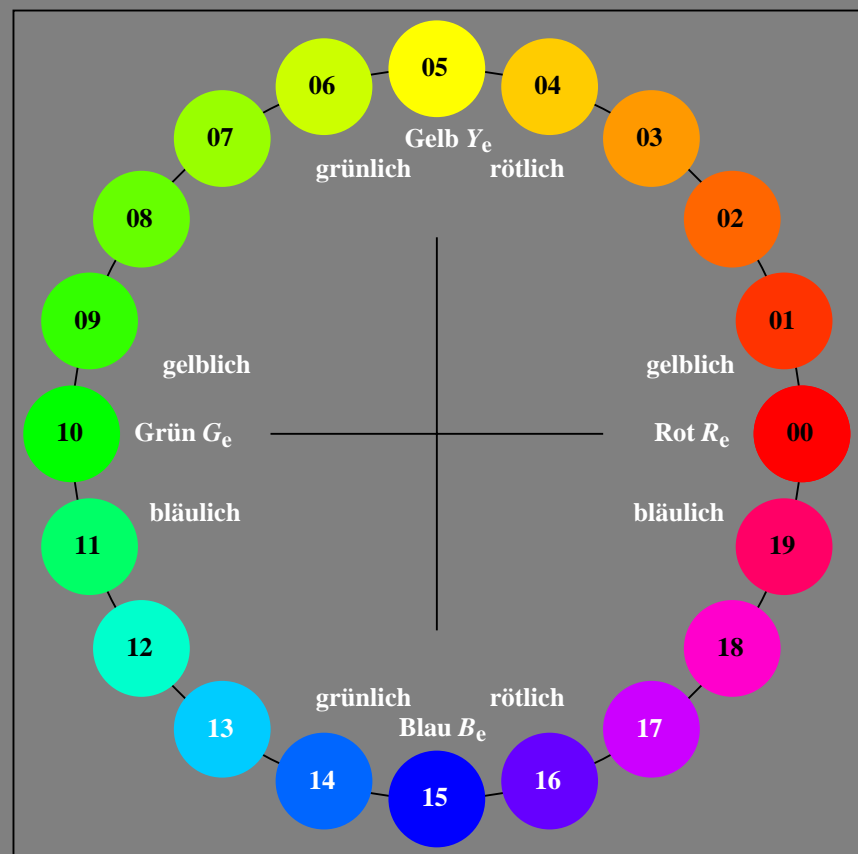 05
06 04
07 Gelb Yₑ 03
grünlich rötlich
08 02
09 01
gelblich gelblich
10 Grün Gₑ Rot Rₑ 00
bläulich bläulich
11 19
12 18
grünlich rötlich
13 Blau Bₑ 17
14 16
15